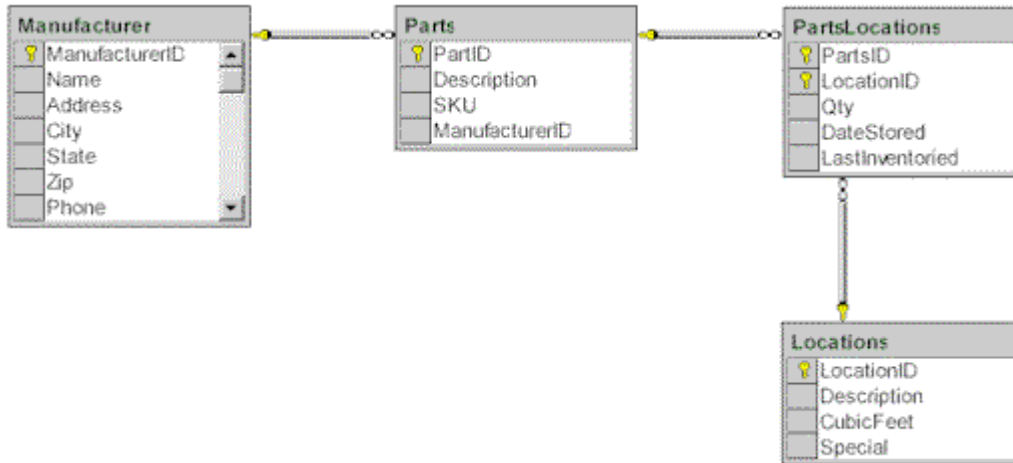 Manufacturer
ManufacturerID
Name
Address
City
State
Zip
Phone
Parts
PartID
Description
SKU
ManufacturerID
PartsLocations
PartsID
LocationID
Qty
DateStored
LastInventoried
Locations
LocationID
Description
CubicFeet
Special